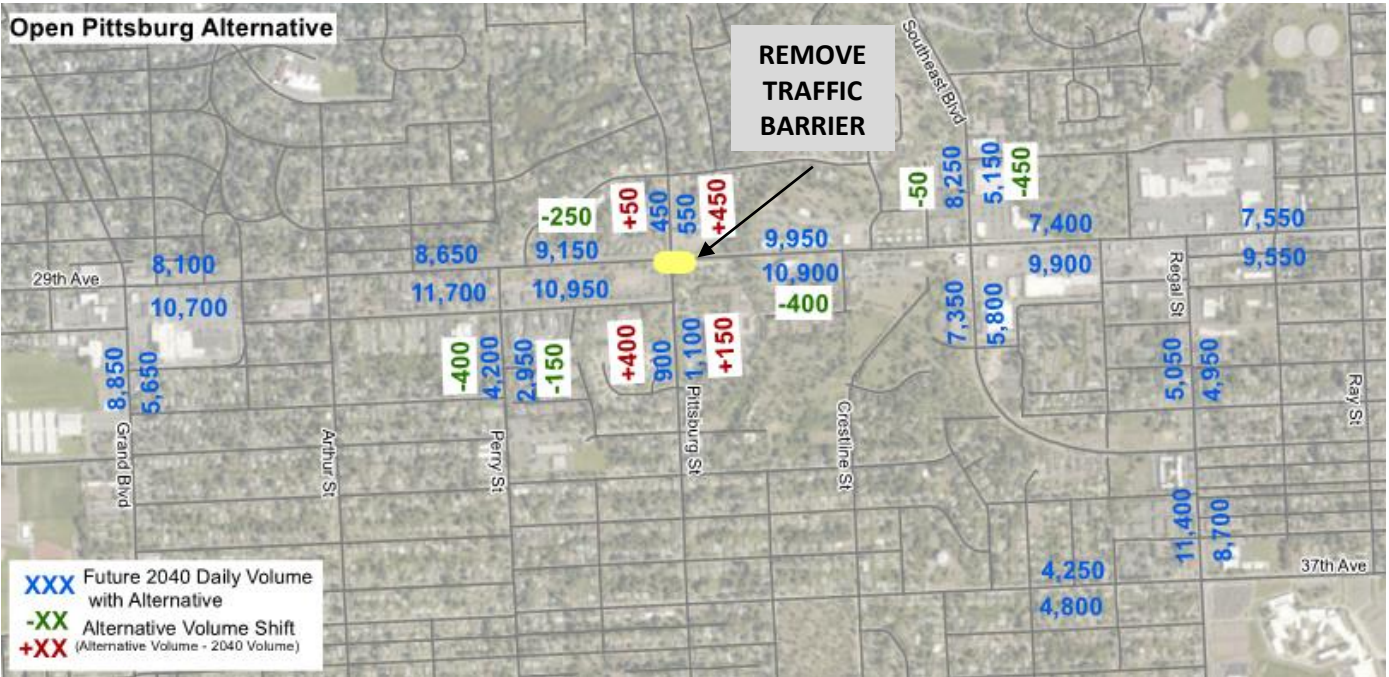 Open Pittsburg Alternative
REMOVE
TRAFFIC
BARRIER
Southeast Blvd
-50
8,250
5,150
-450
-250
+50
450
550
+450
7,400
7,550
8,100
8,650
9,150
9,950
29th Ave
10,700
11,700
10,950
10,900
-400
9,900
9,550
Regal St
8,850
5,650
-400
4,200
2,950
-150
+400
900
1,100
+150
7,350
5,800
5,050
4,950
Grand Blvd
Arthur St
Perry St
Pittsburg St
Crestline St
Ray St
11,400
8,700
37th Ave
4,250
4,800
XXX Future 2040 Daily Volume
with Alternative
-XX Alternative Volume Shift
+XX (Alternative Volume - 2040 Volume)